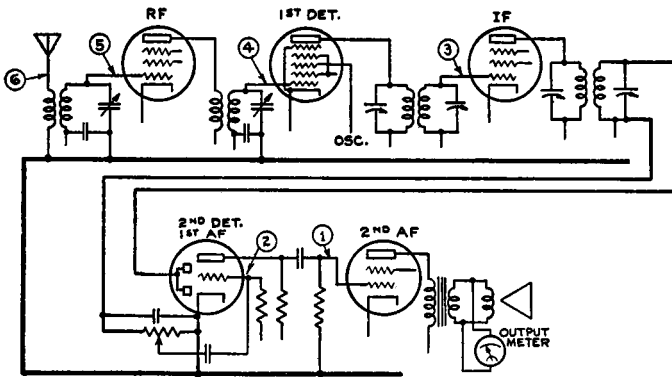 RF
1ST DET.
IF
6
5
4
3
OSC.
2ND DET.
1ST AF
2
1
2ND AF
OUTPUT
METER